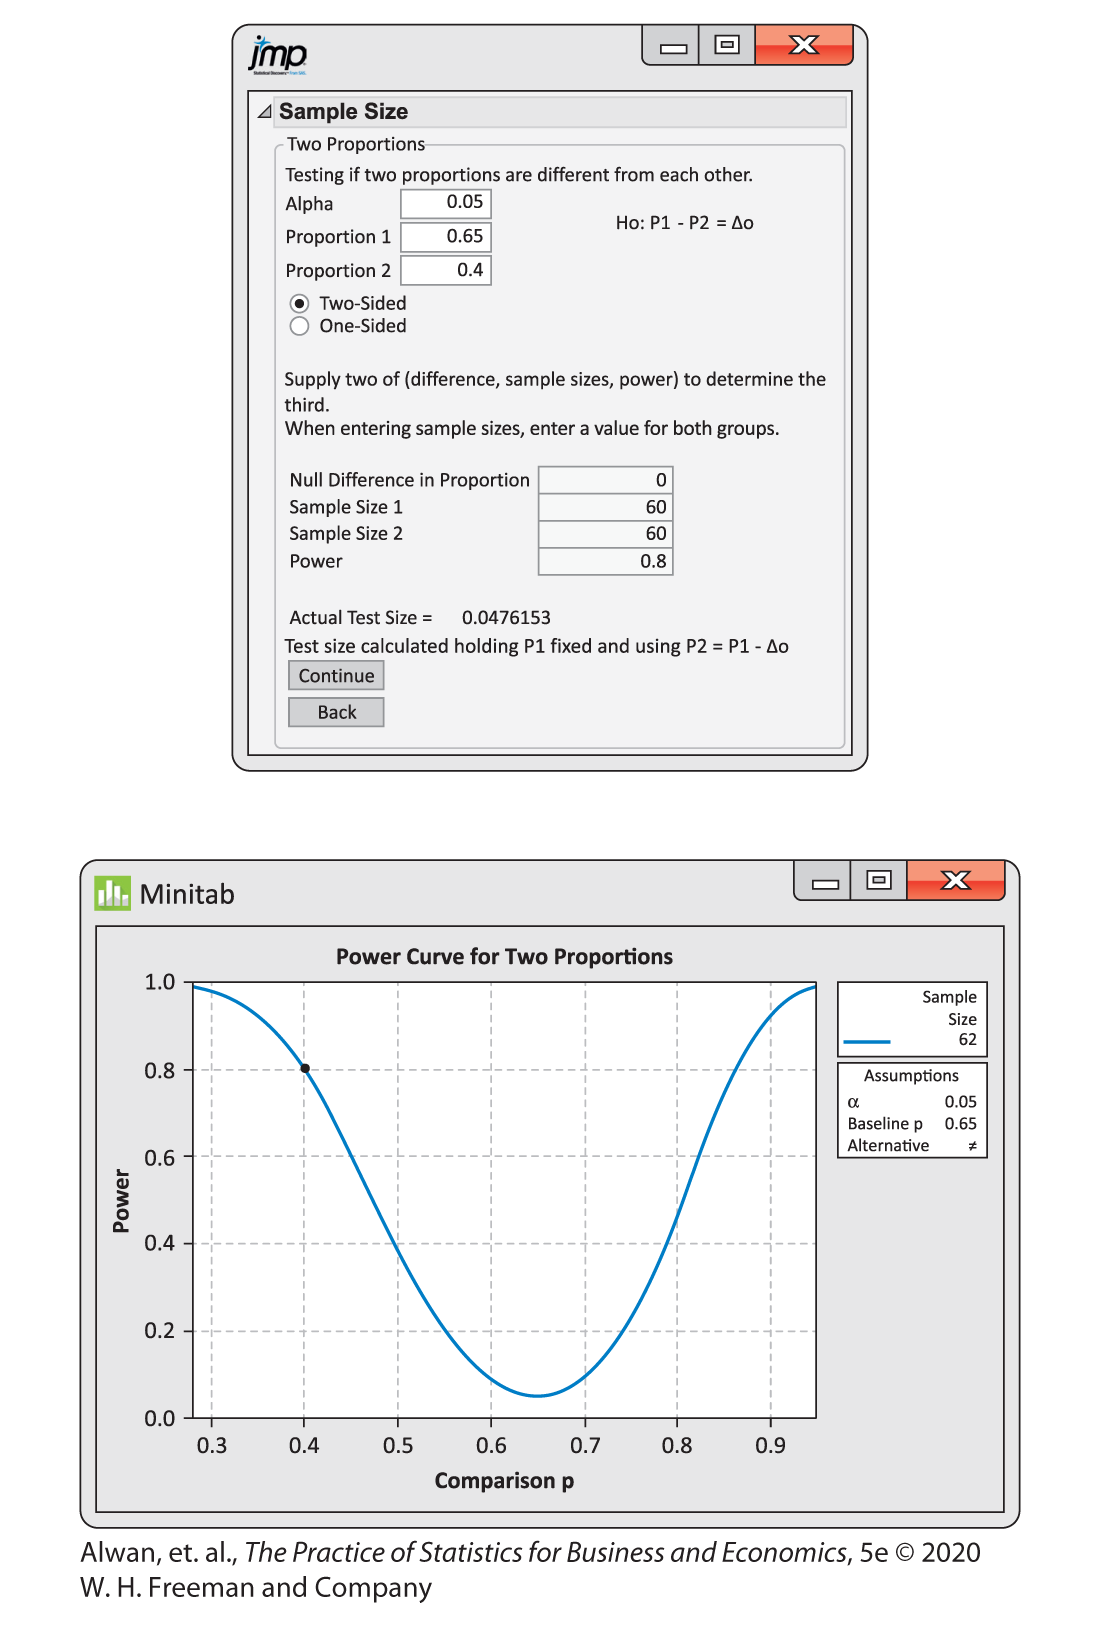 jmp
Statistical Discovery. From SAS.
Sample Size
Two Proportions
Testing if two proportions are different from each other.
Alpha 0.05
Ho: P1 - P2 = Δo
Proportion 1 0.65
Proportion 2 0.4
Two-Sided
One-Sided
Supply two of (difference, sample sizes, power) to determine the
third.
When entering sample sizes, enter a value for both groups.
Null Difference in Proportion 0
Sample Size 1 60
Sample Size 2 60
Power 0.8
Actual Test Size = 0.0476153
Test size calculated holding P1 fixed and using P2 = P1 - Δo
Continue
Back
Minitab
Power Curve for Two Proportions
1.0
0.8
0.6
0.4
0.2
0.0
Power
0.3 0.4 0.5 0.6 0.7 0.8 0.9
Comparison p
Sample
Size
62
Assumptions
α 0.05
Baseline p 0.65
Alternative ≠
Alwan, et. al., The Practice of Statistics for Business and Economics, 5e © 2020
W. H. Freeman and Company